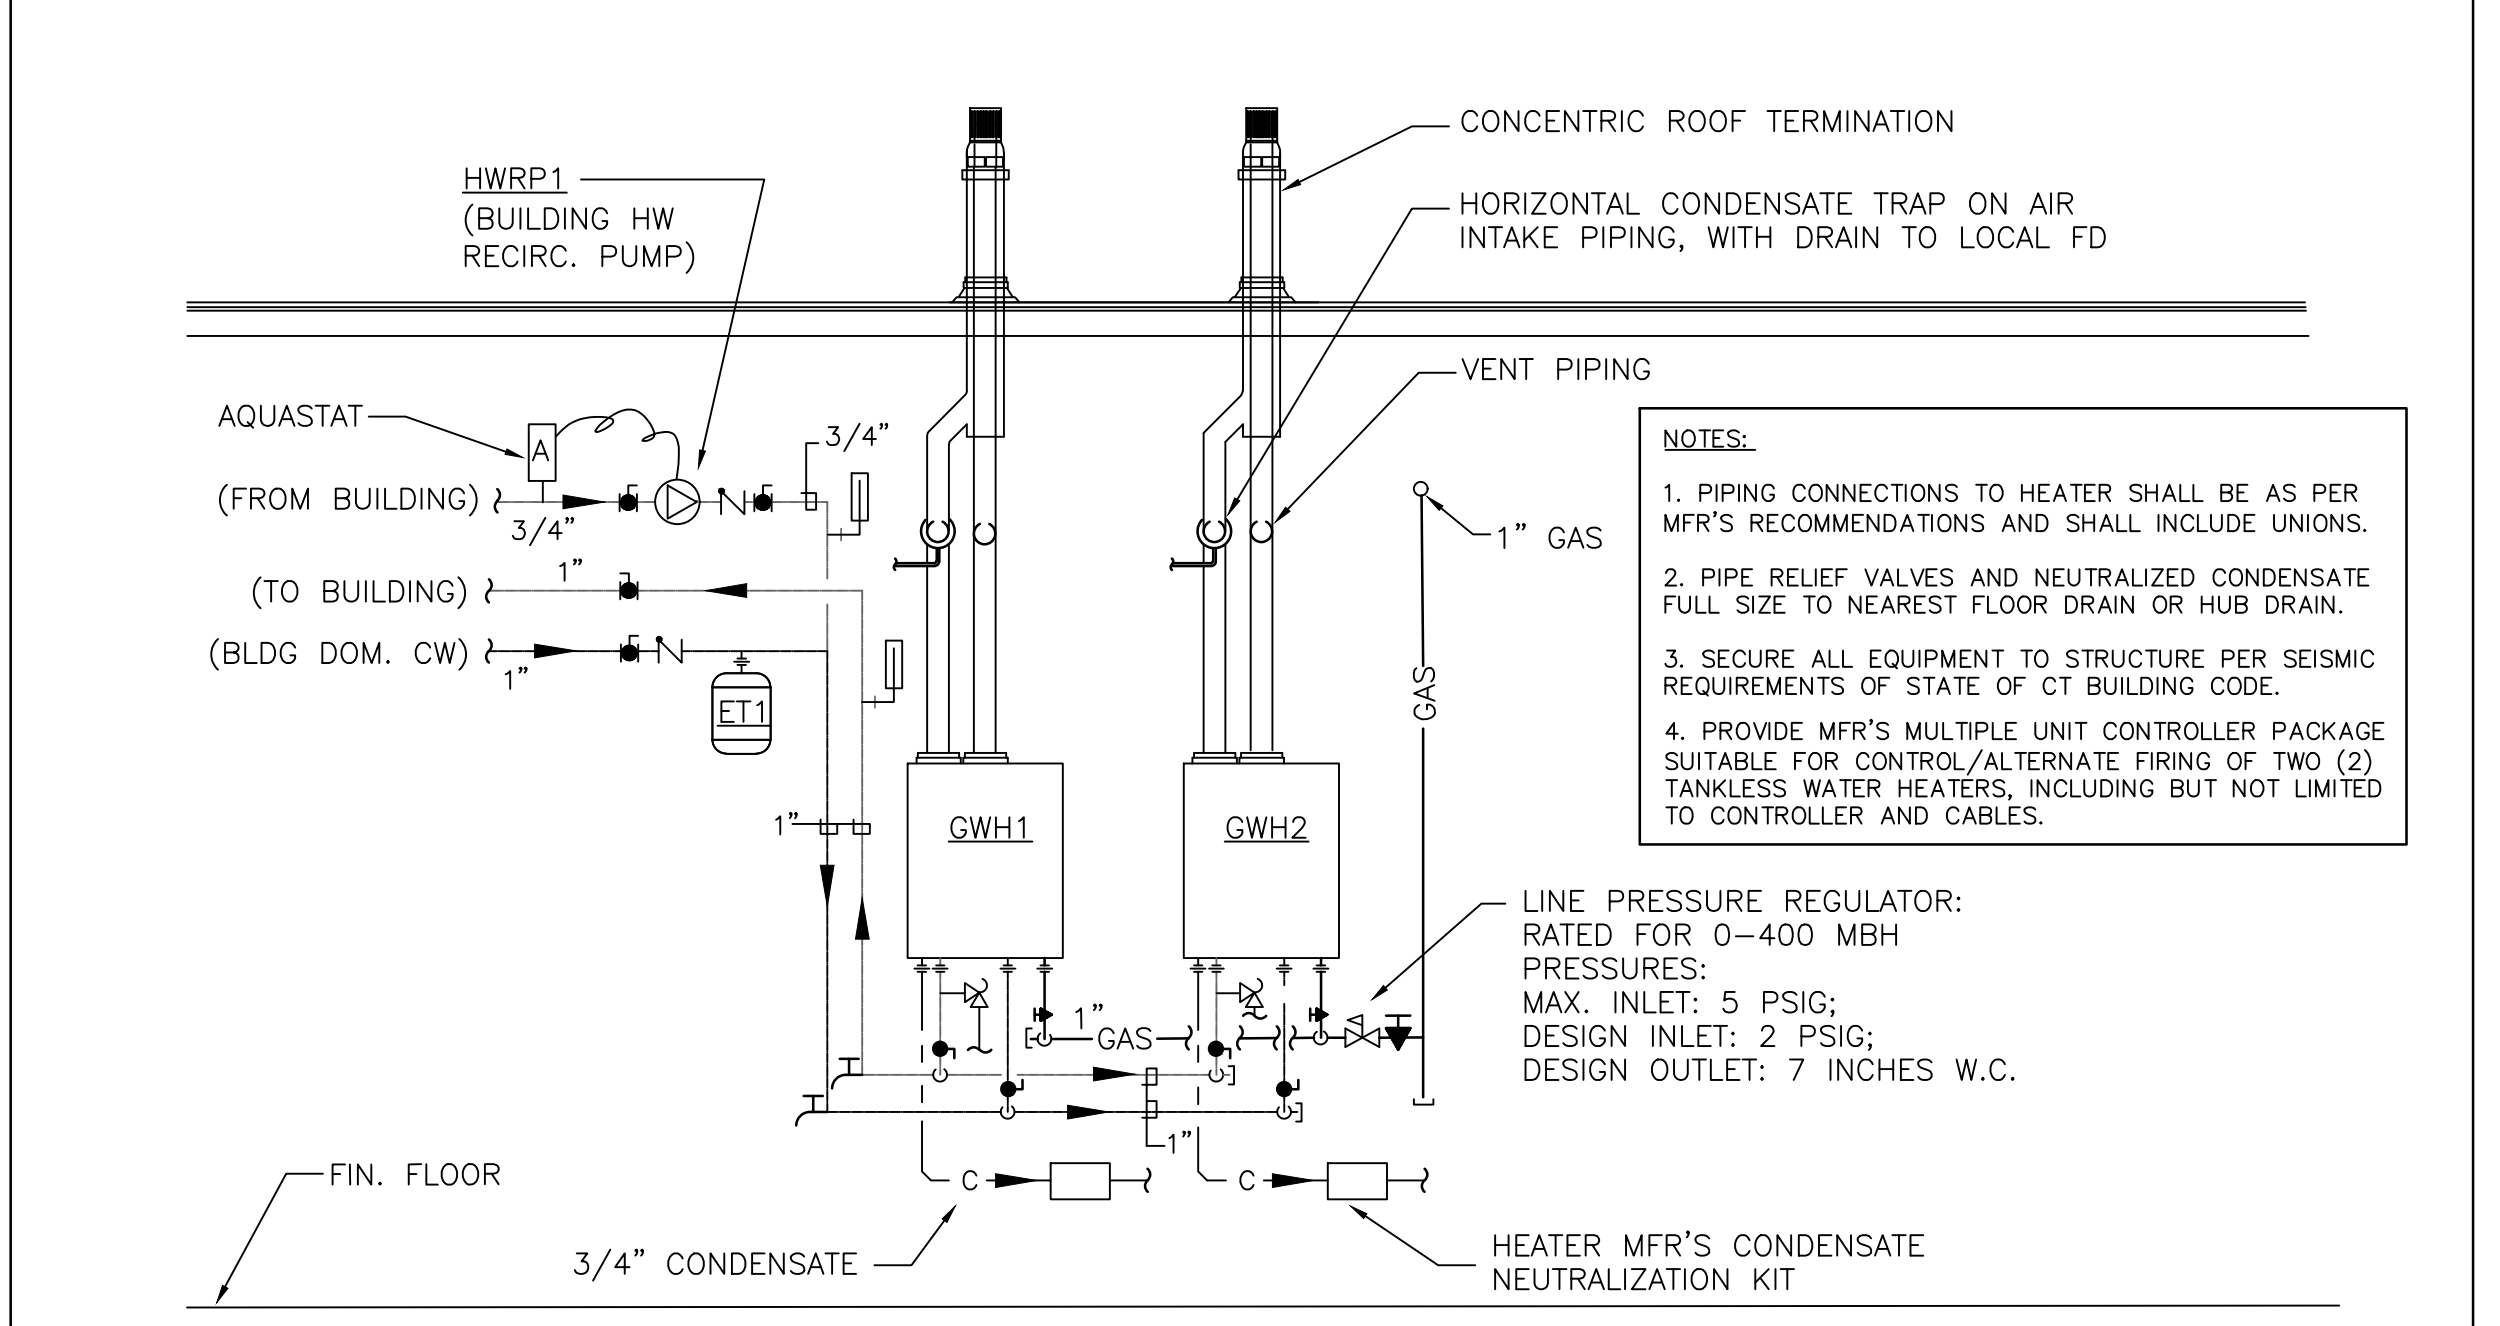 CONCENTRIC ROOF TERMINATION
HWRP1
(BUILDING HW
RECIRC. PUMP)
HORIZONTAL CONDENSATE TRAP ON AIR
INTAKE PIPING, WITH DRAIN TO LOCAL FD
VENT PIPING
AQUASTAT
A
3/4"
(FROM BUILDING)
3/4"
1"
(TO BUILDING)
(BLDG DOM. CW)
1"
ET1
1" GAS
GAS
NOTES:
1. PIPING CONNECTIONS TO HEATER SHALL BE AS PER
MFR'S RECOMMENDATIONS AND SHALL INCLUDE UNIONS.
2. PIPE RELIEF VALVES AND NEUTRALIZED CONDENSATE
FULL SIZE TO NEAREST FLOOR DRAIN OR HUB DRAIN.
3. SECURE ALL EQUIPMENT TO STRUCTURE PER SEISMIC
REQUIREMENTS OF STATE OF CT BUILDING CODE.
4. PROVIDE MFR'S MULTIPLE UNIT CONTROLLER PACKAGE
SUITABLE FOR CONTROL/ALTERNATE FIRING OF TWO (2)
TANKLESS WATER HEATERS, INCLUDING BUT NOT LIMITED
TO CONTROLLER AND CABLES.
1"
GWH1
GWH2
LINE PRESSURE REGULATOR:
RATED FOR 0-400 MBH
PRESSURES:
MAX. INLET: 5 PSIG;
DESIGN INLET: 2 PSIG;
DESIGN OUTLET: 7 INCHES W.C.
1"
GAS
1"
FIN. FLOOR
C
C
3/4" CONDENSATE
HEATER MFR'S CONDENSATE
NEUTRALIZATION KIT